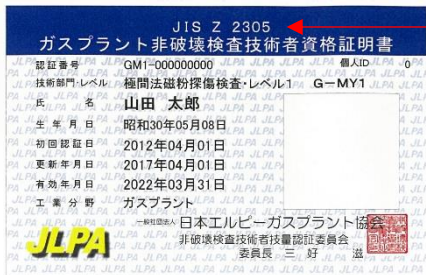 JIS Z 2305
ガスプラント非破壊検査技術者資格証明書
認証番号 GM1-000000000 個人ID 0
技術部門・レベル 極間法磁粉探傷検査・レベル1 G－MY1
氏名 山田 太郎
生年月日 昭和30年05月08日
初回認証日 2012年04月01日
更新年月日 2017年04月01日
有効年月日 2022年03月31日
工業分野 ガスプラント
一般社団法人 日本エルピーガスプラント協会
JLPA 非破壊検査技術者技量認証委員会
委員長 三好 滋